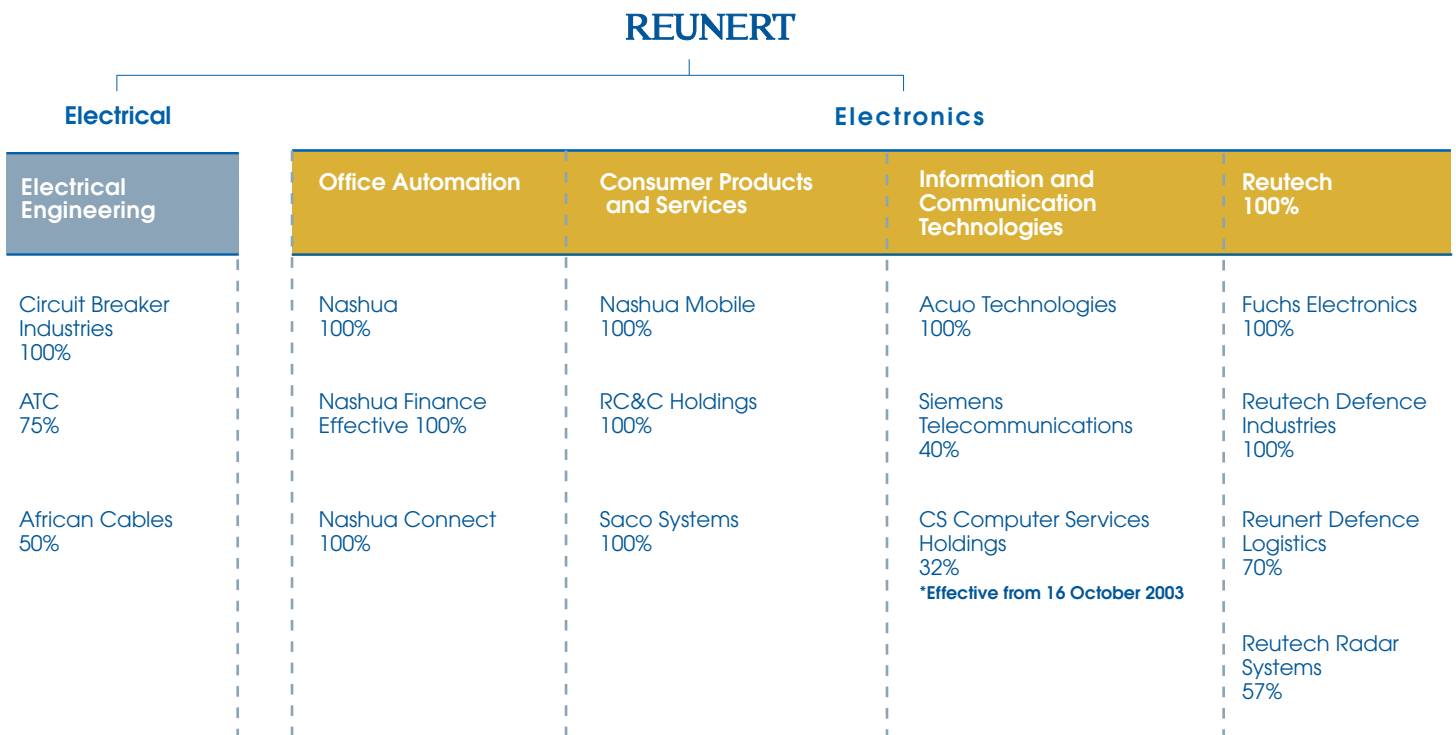 REUNERT
Electrical
Electronics
Electrical
Engineering
Office Automation
Consumer Products
and Services
Information and
Communication
Technologies
Reutech
100%
Circuit Breaker
Industries
100%
ATC
75%
African Cables
50%
Nashua
100%
Nashua Finance
Effective 100%
Nashua Connect
100%
Nashua Mobile
100%
RC&C Holdings
100%
Saco Systems
100%
Acuo Technologies
100%
Siemens
Telecommunications
40%
CS Computer Services
Holdings
32%
*Effective from 16 October 2003
Fuchs Electronics
100%
Reutech Defence
Industries
100%
Reunert Defence
Logistics
70%
Reutech Radar
Systems
57%